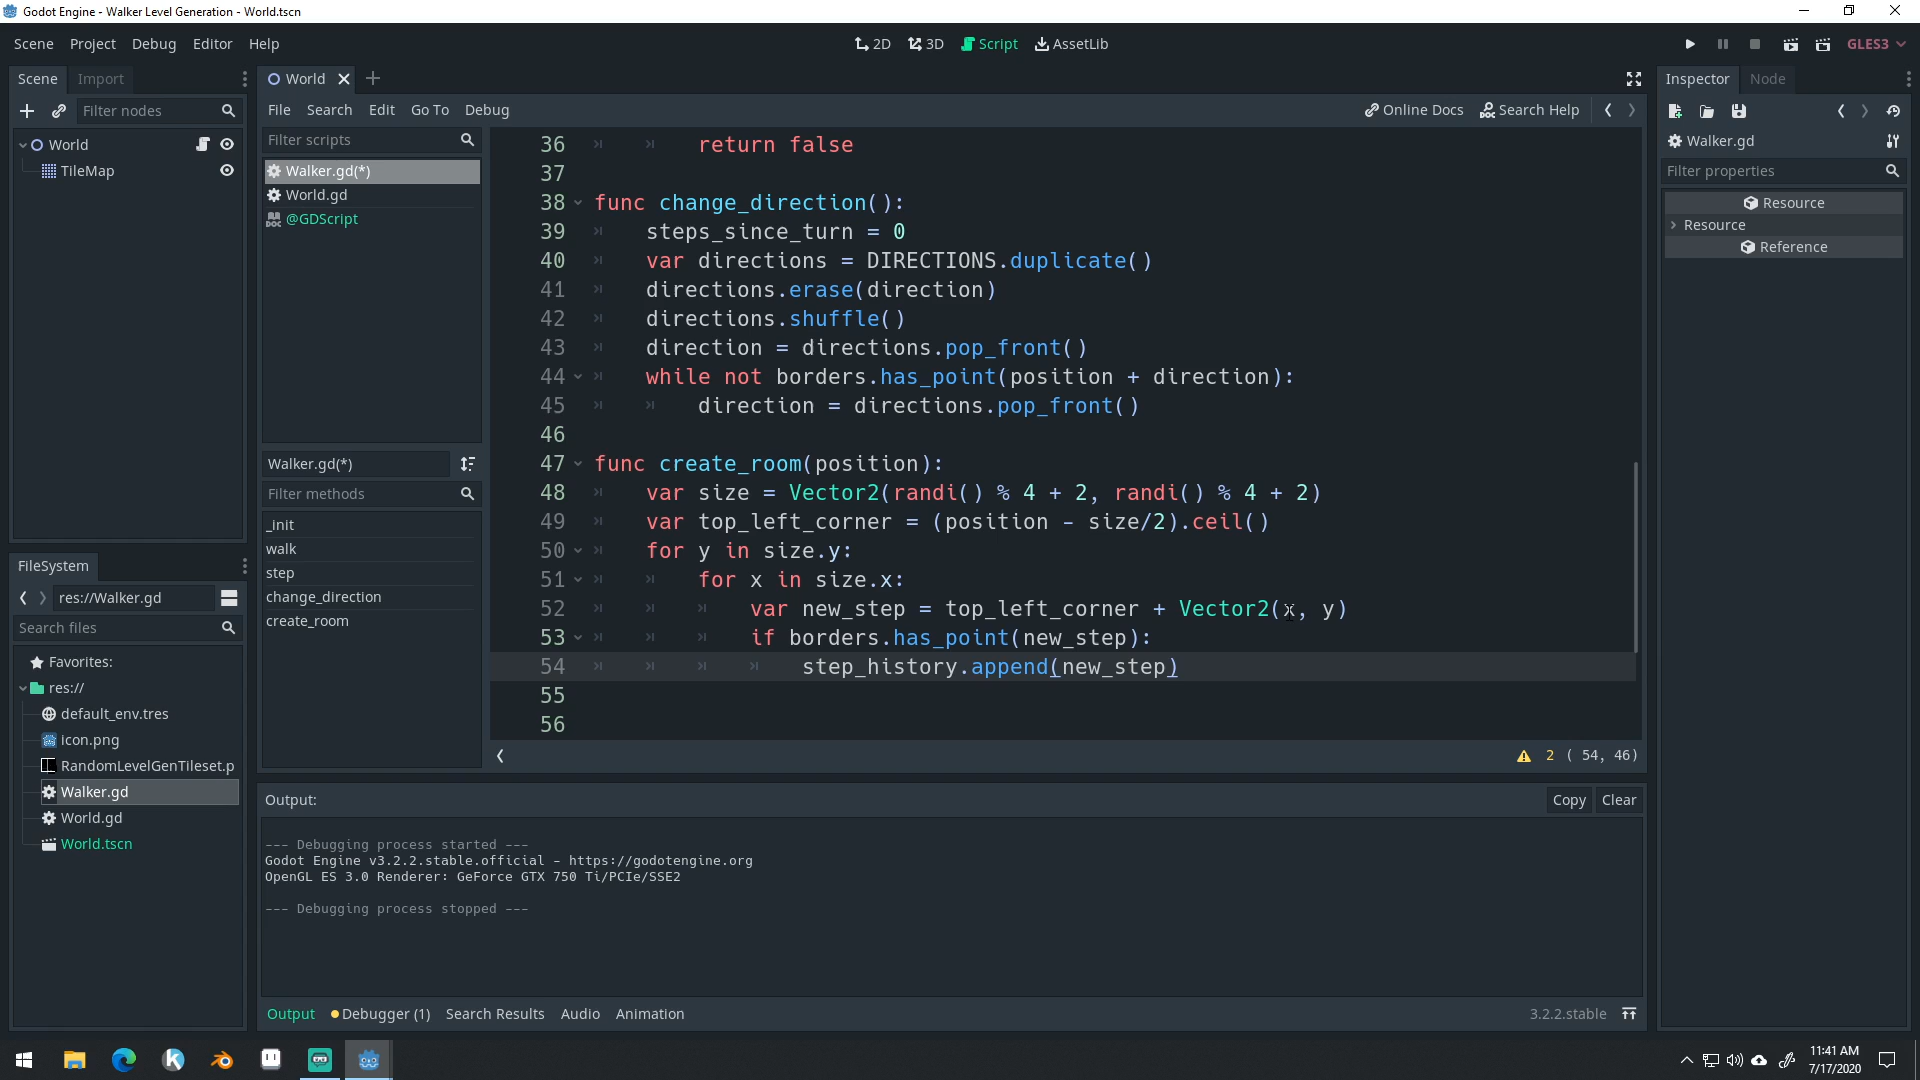 Godot Engine - Walker Level Generation - World.tscn
Scene Project Debug Editor Help
2D 3D Script AssetLib
GLES3
Scene Import
World
Inspector Node
Filter nodes
File Search Edit Go To Debug
Online Docs Search Help
World
TileMap
Filter scripts
Walker.gd(*)
World.gd
@GDScript
Walker.gd(*)
Filter methods
_init
walk
step
change_direction
create_room
36 return false
37
38 func change_direction():
39 steps_since_turn = 0
40 var directions = DIRECTIONS.duplicate()
41 directions.erase(direction)
42 directions.shuffle()
43 direction = directions.pop_front()
44 while not borders.has_point(position + direction):
45 direction = directions.pop_front()
46
47 func create_room(position):
48 var size = Vector2(randi() % 4 + 2, randi() % 4 + 2)
49 var top_left_corner = (position - size/2).ceil()
50 for y in size.y:
51 for x in size.x:
52 var new_step = top_left_corner + Vector2(x, y)
53 if borders.has_point(new_step):
54 step_history.append(new_step)
55
56
2 ( 54, 46)
Walker.gd
Filter properties
Resource
Resource
Reference
FileSystem
res://Walker.gd
Search files
Favorites:
res://
default_env.tres
icon.png
RandomLevelGenTileset.p
Walker.gd
World.gd
World.tscn
Output:
Copy Clear
--- Debugging process started ---
Godot Engine v3.2.2.stable.official - https://godotengine.org
OpenGL ES 3.0 Renderer: GeForce GTX 750 Ti/PCIe/SSE2
--- Debugging process stopped ---
Output Debugger (1) Search Results Audio Animation
3.2.2.stable
11:41 AM
7/17/2020